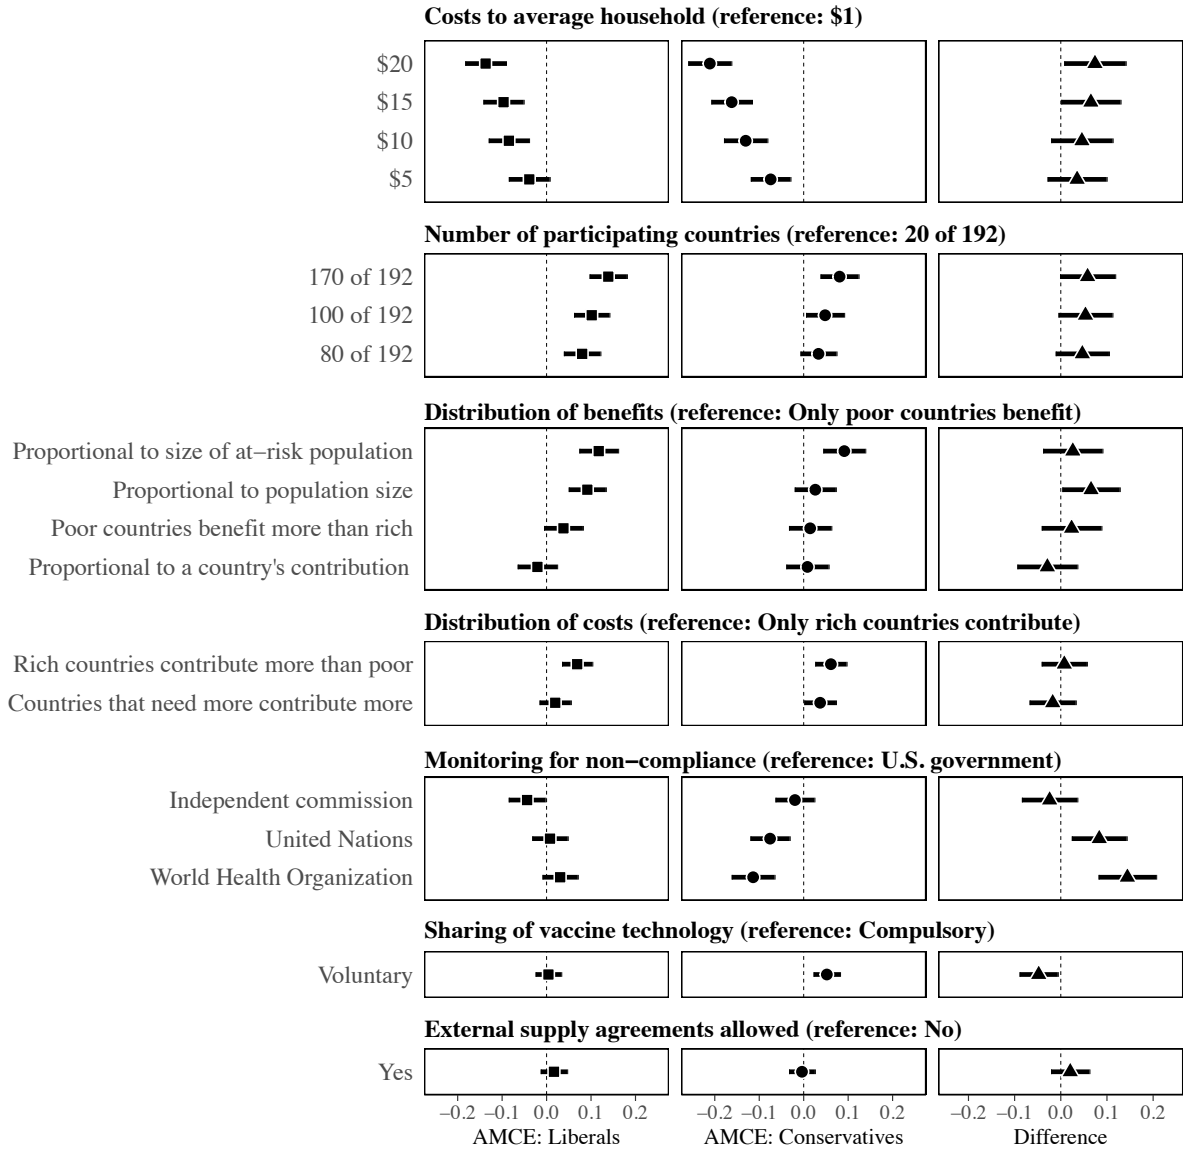 Costs to average household (reference: $1)
$20
$15
$10
$5
Number of participating countries (reference: 20 of 192)
170 of 192
100 of 192
80 of 192
Distribution of benefits (reference: Only poor countries benefit)
Proportional to size of at−risk population
Proportional to population size
Poor countries benefit more than rich
Proportional to a country's contribution
Distribution of costs (reference: Only rich countries contribute)
Rich countries contribute more than poor
Countries that need more contribute more
Monitoring for non−compliance (reference: U.S. government)
Independent commission
United Nations
World Health Organization
Sharing of vaccine technology (reference: Compulsory)
Voluntary
External supply agreements allowed (reference: No)
Yes
−0.2 −0.1 0.0 0.1 0.2 −0.2 −0.1 0.0 0.1 0.2 −0.2 −0.1 0.0 0.1 0.2
AMCE: Liberals AMCE: Conservatives Difference